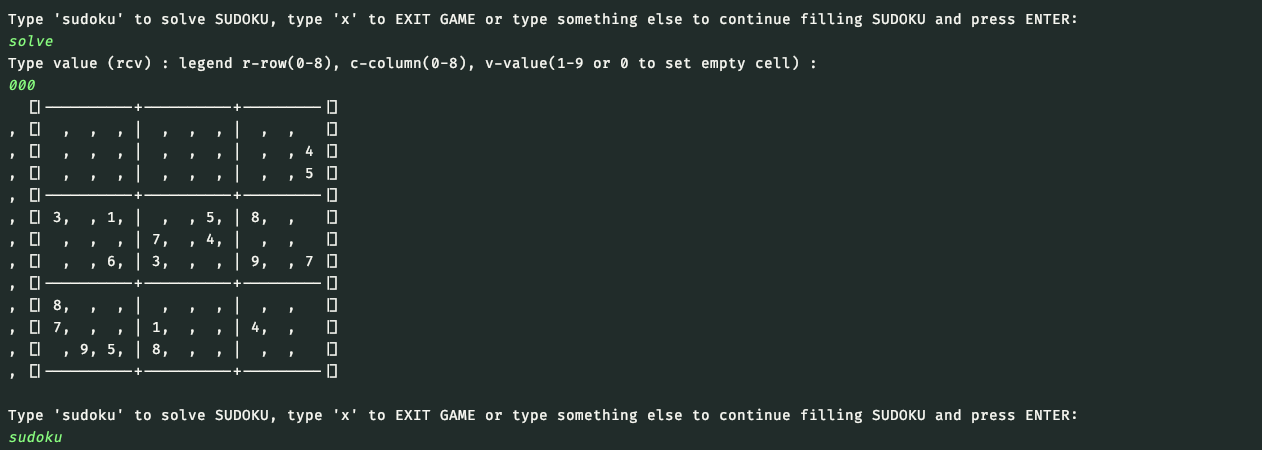 Type 'sudoku' to solve SUDOKU, type 'x' to EXIT GAME or type something else to continue filling SUDOKU and press ENTER:
solve
Type value (rcv) : legend r-row(0-8), c-column(0-8), v-value(1-9 or 0 to set empty cell) :
000
  []|----------+----------+---------|[]
, []|  ,  ,  , |  ,  ,  , |  ,  ,   |[]
, []|  ,  ,  , |  ,  ,  , |  ,  , 4 |[]
, []|  ,  ,  , |  ,  ,  , |  ,  , 5 |[]
, []|----------+----------+---------|[]
, []| 3,  , 1, |  ,  , 5, | 8,  ,   |[]
, []|  ,  ,  , | 7,  , 4, |  ,  ,   |[]
, []|  ,  , 6, | 3,  ,  , | 9,  , 7 |[]
, []|----------+----------+---------|[]
, []| 8,  ,  , |  ,  ,  , |  ,  ,   |[]
, []| 7,  ,  , | 1,  ,  , | 4,  ,   |[]
, []|  , 9, 5, | 8,  ,  , |  ,  ,   |[]
, []|----------+----------+---------|[]
Type 'sudoku' to solve SUDOKU, type 'x' to EXIT GAME or type something else to continue filling SUDOKU and press ENTER:
sudoku